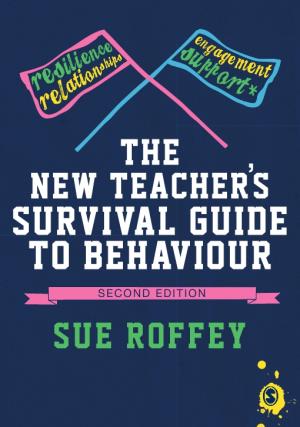 resilience
relationships
engagement
support*
THE
NEW TEACHER'S
SURVIVAL GUIDE
TO BEHAVIOUR
SECOND EDITION
SUE ROFFEY
S